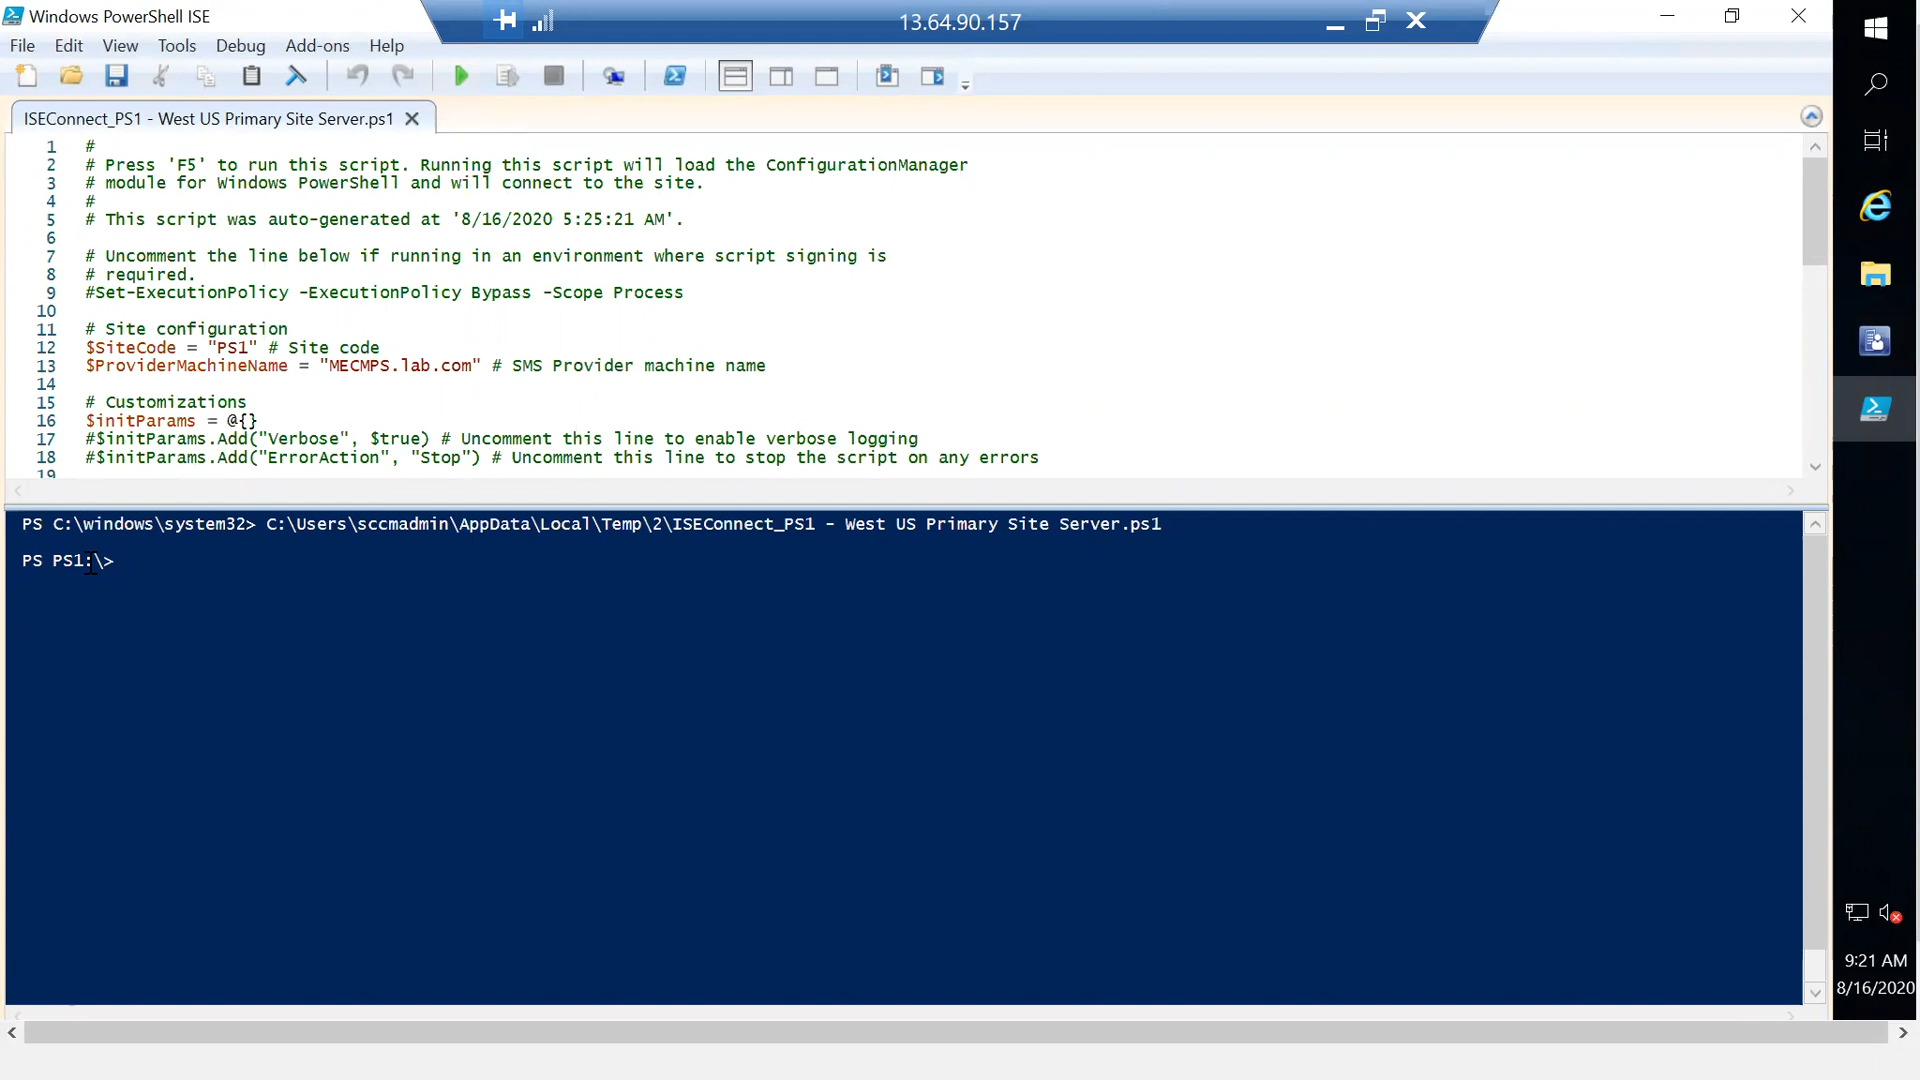 Windows PowerShell ISE
13.64.90.157
File Edit View Tools Debug Add-ons Help
ISEConnect_PS1 - West US Primary Site Server.ps1
1 #
2 # Press 'F5' to run this script. Running this script will load the ConfigurationManager
3 # module for Windows PowerShell and will connect to the site.
4 #
5 # This script was auto-generated at '8/16/2020 5:25:21 AM'.
6
7 # Uncomment the line below if running in an environment where script signing is
8 # required.
9 #Set-ExecutionPolicy -ExecutionPolicy Bypass -Scope Process
10
11 # Site configuration
12 $SiteCode = "PS1" # Site code
13 $ProviderMachineName = "MECMPS.lab.com" # SMS Provider machine name
14
15 # Customizations
16 $initParams = @{}
17 #$initParams.Add("Verbose", $true) # Uncomment this line to enable verbose logging
18 #$initParams.Add("ErrorAction", "Stop") # Uncomment this line to stop the script on any errors
19
PS C:\windows\system32> C:\Users\sccmadmin\AppData\Local\Temp\2\ISEConnect_PS1 - West US Primary Site Server.ps1
PS PS1:\>
9:21 AM
8/16/2020